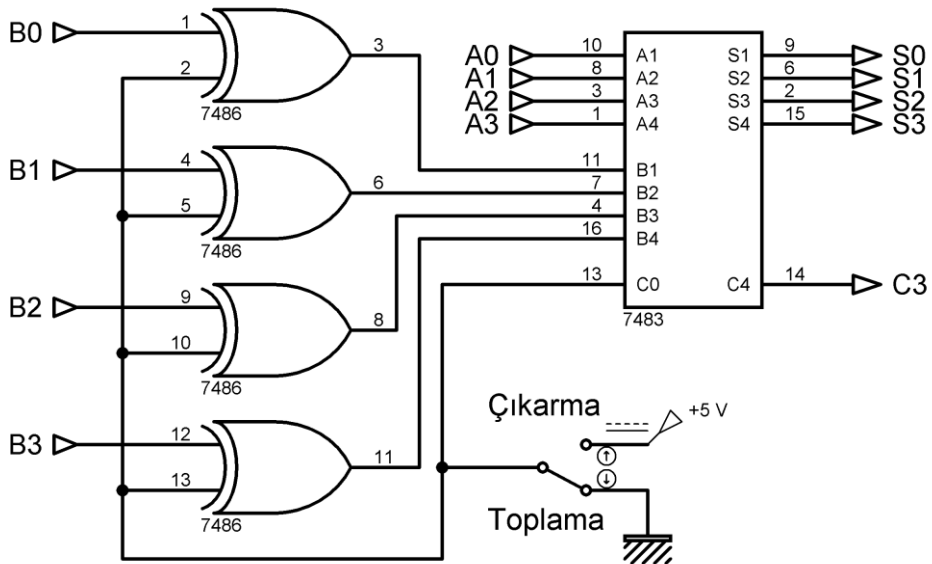 B0
1
2
3
7486
B1
4
5
6
7486
B2
9
10
8
7486
B3
12
13
11
7486
A0 10 A1
A1 8 A2
A2 3 A3
A3 1 A4
11 B1
7 B2
4 B3
16 B4
13 C0
S1 9 S0
S2 6 S1
S3 2 S2
S4 15 S3
C4 14 C3
7483
Çıkarma
+5 V
↑
↓
Toplama